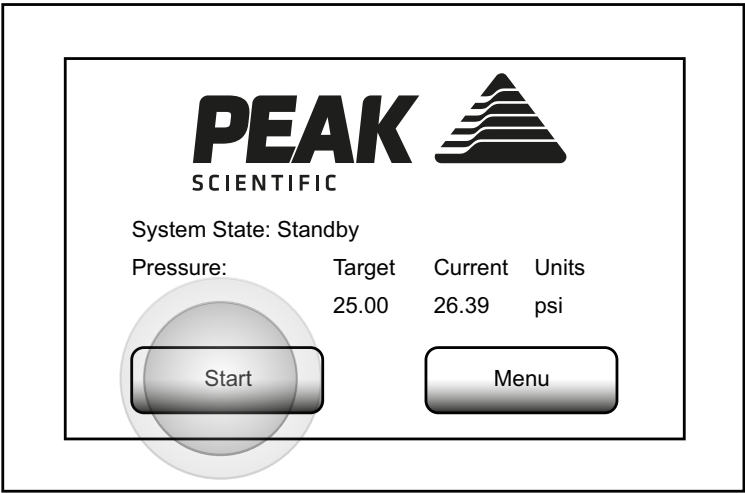 PEAK
SCIENTIFIC
System State: Standby
Pressure: Target Current Units
25.00 26.39 psi
Start Menu